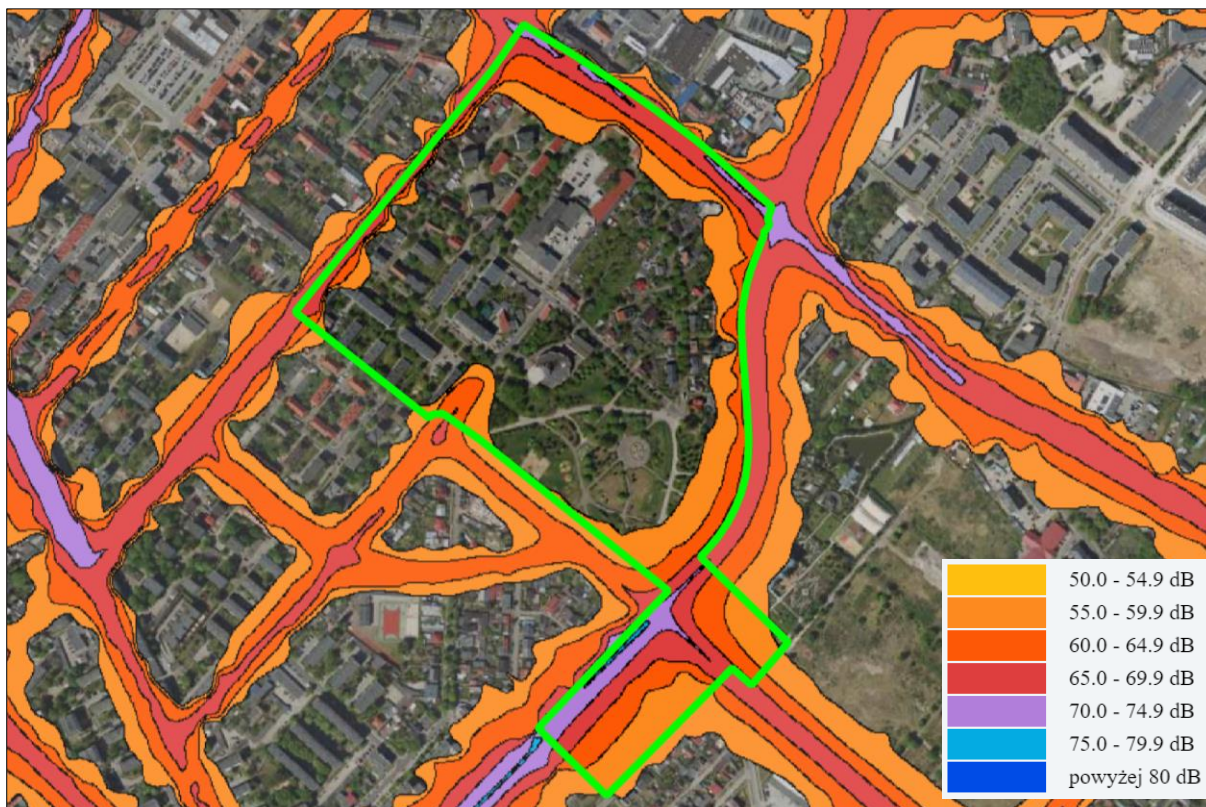 50.0 - 54.9 dB
55.0 - 59.9 dB
60.0 - 64.9 dB
65.0 - 69.9 dB
70.0 - 74.9 dB
75.0 - 79.9 dB
powyżej 80 dB